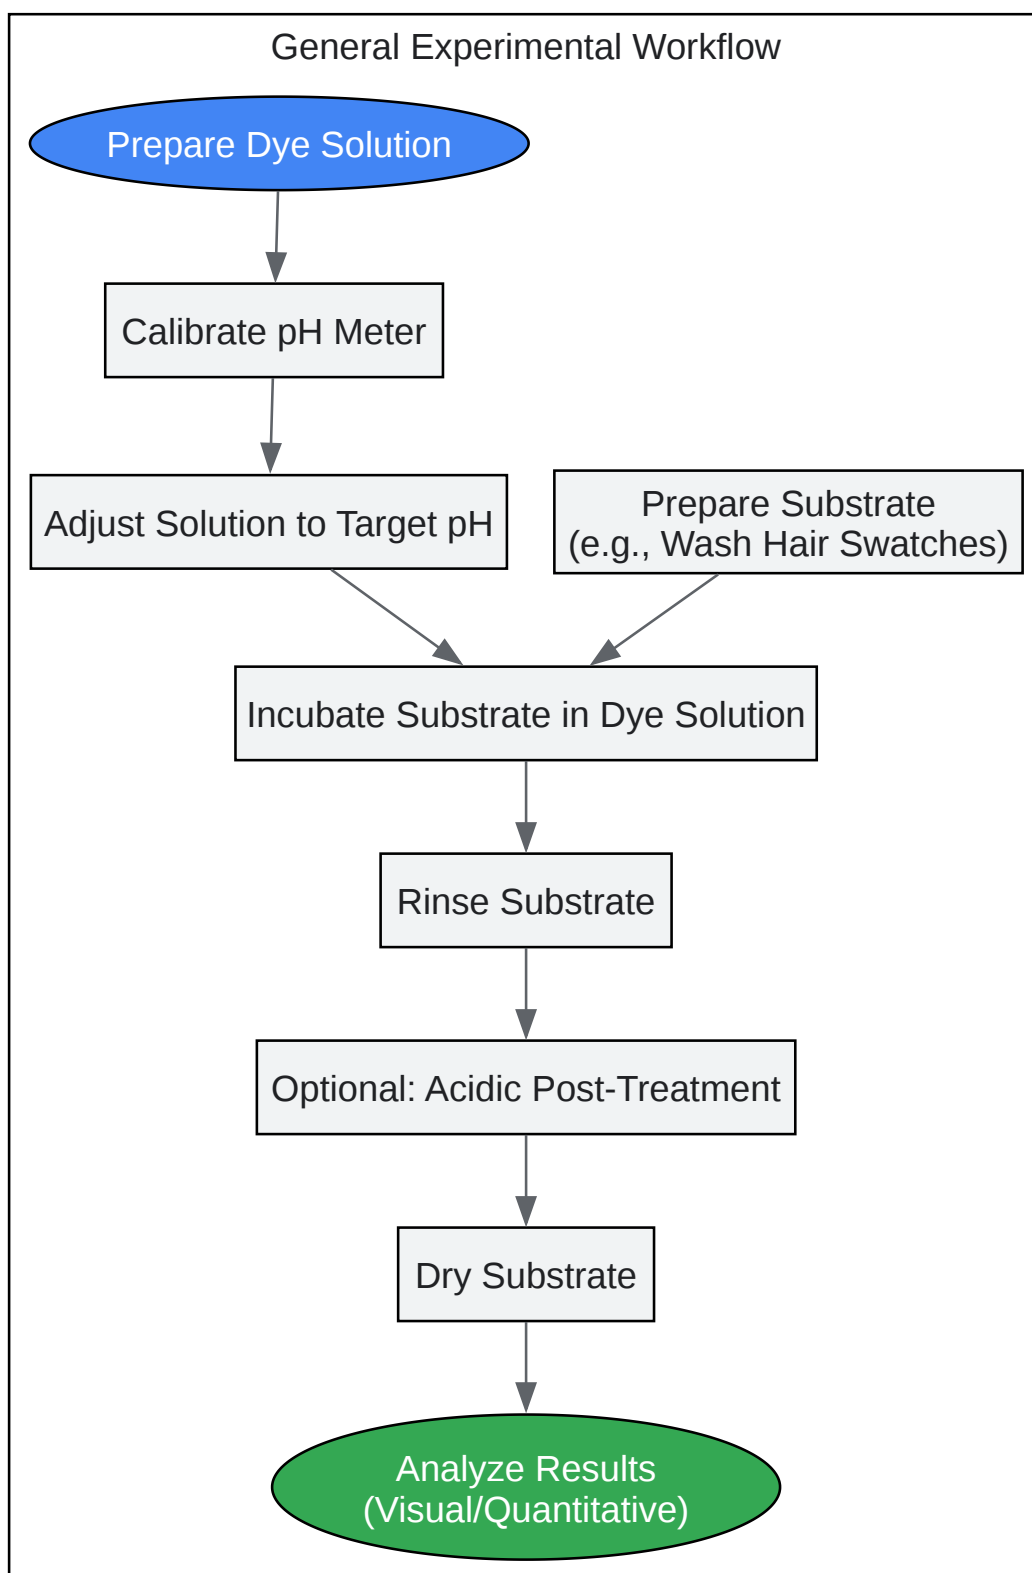 General Experimental Workflow
Prepare Dye Solution
Calibrate pH Meter
Adjust Solution to Target pH
Prepare Substrate
(e.g., Wash Hair Swatches)
Incubate Substrate in Dye Solution
Rinse Substrate
Optional: Acidic Post-Treatment
Dry Substrate
Analyze Results
(Visual/Quantitative)